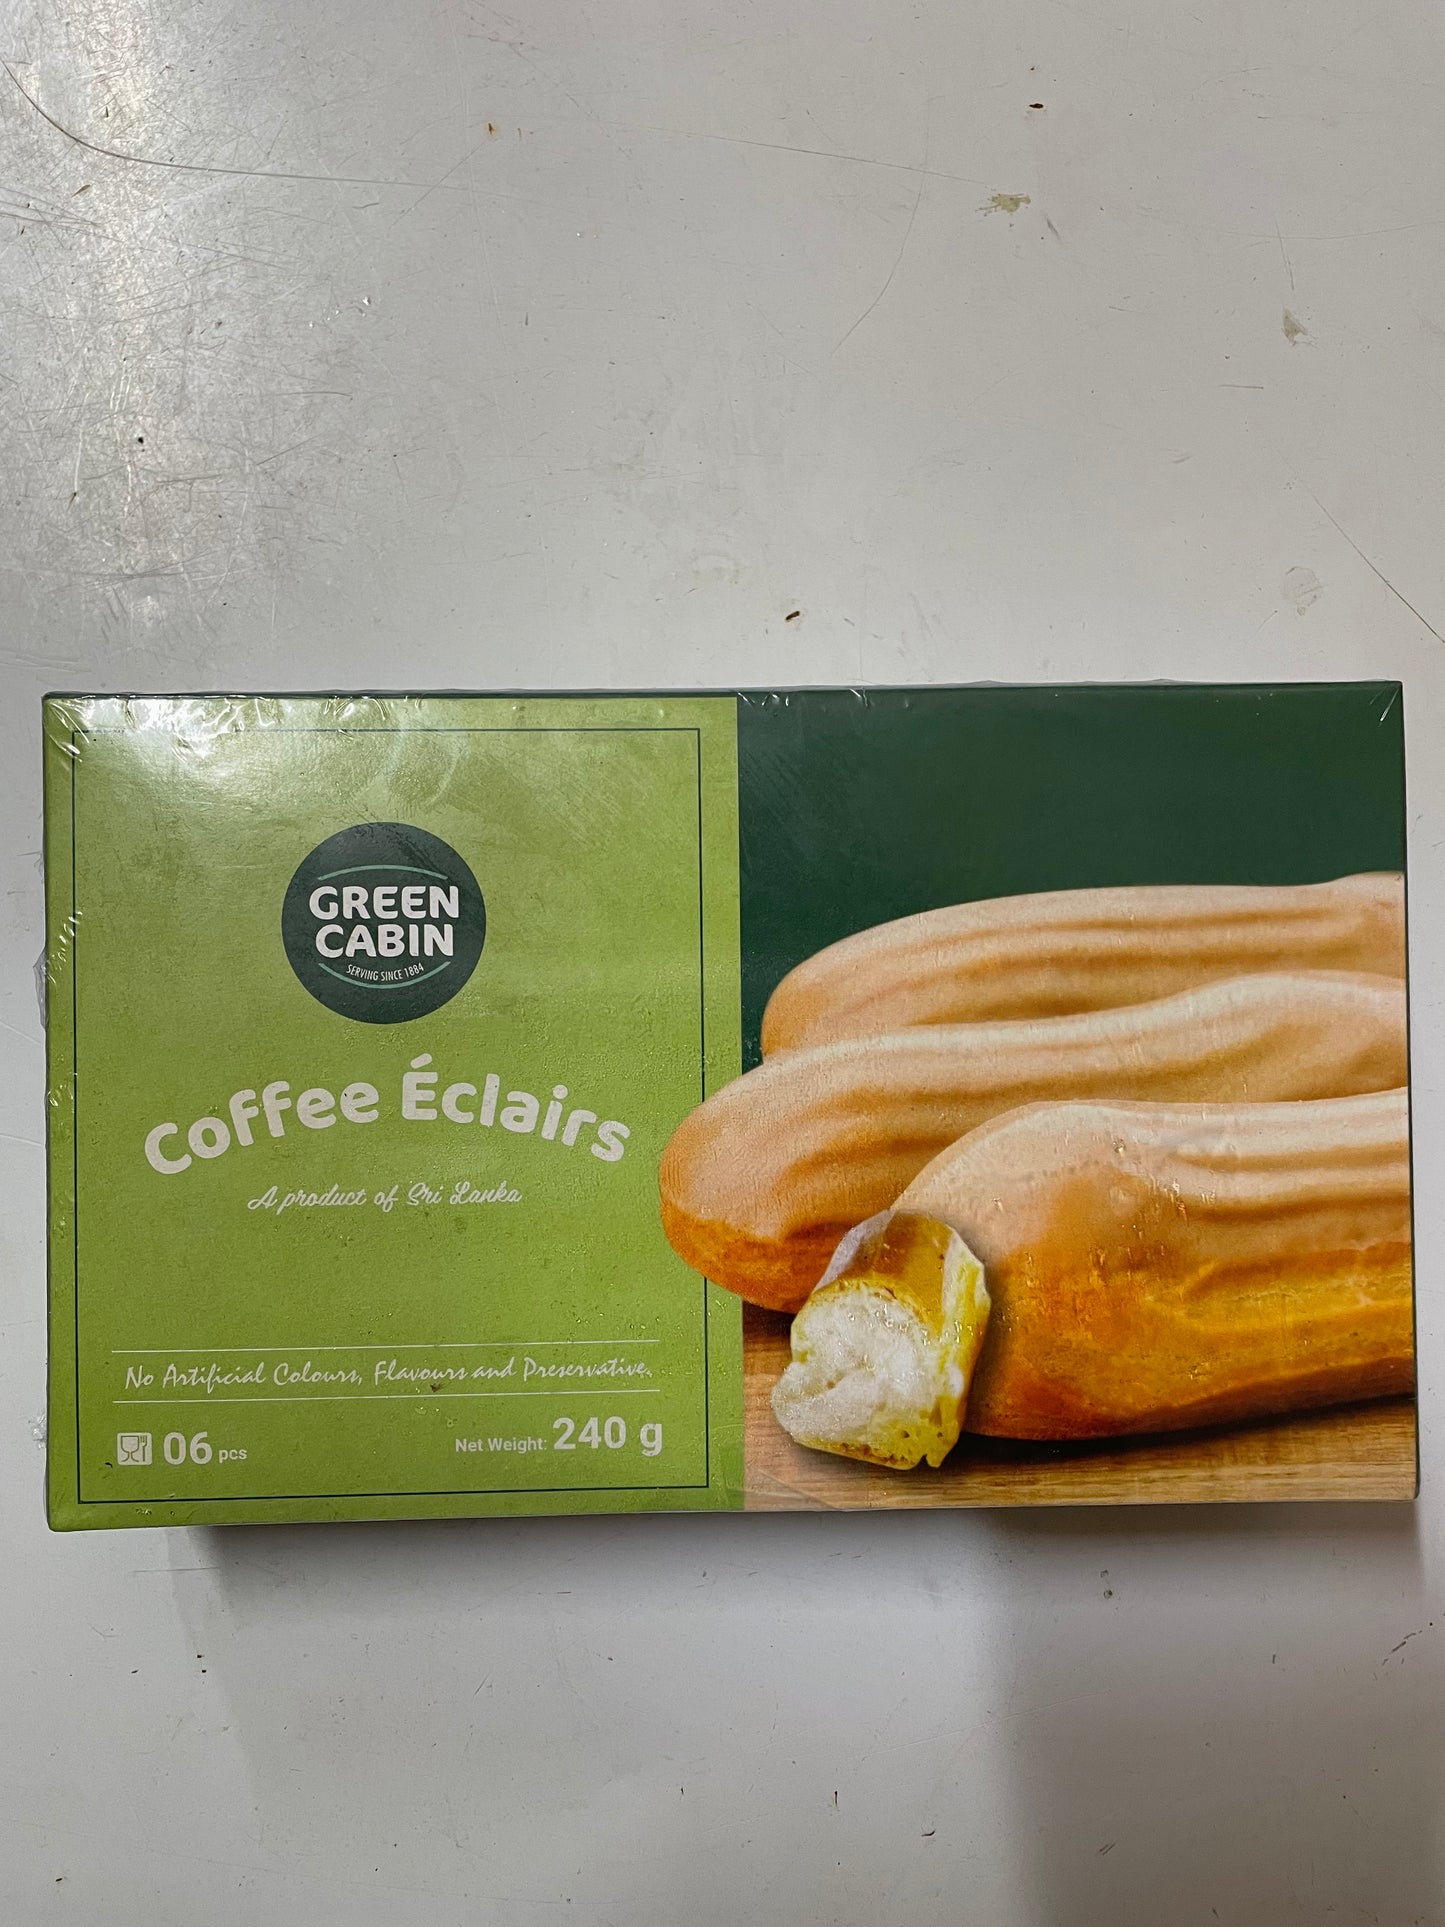 GREEN
CABIN
SERVING SINCE 1884
Coffee Éclairs
A product of Sri Lanka
No Artificial Colours, Flavours and Preservative.
06 pcs
Net Weight: 240 g